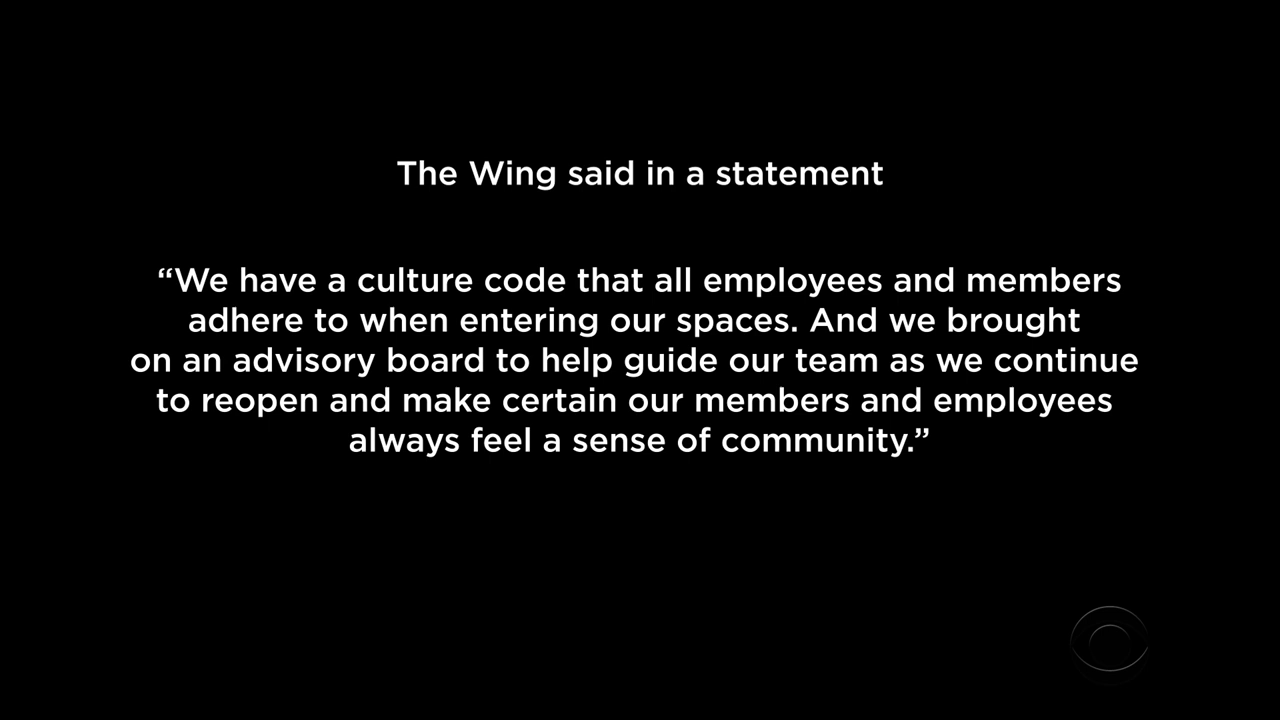 The Wing said in a statement
“We have a culture code that all employees and members
adhere to when entering our spaces. And we brought
on an advisory board to help guide our team as we continue
to reopen and make certain our members and employees
always feel a sense of community.”